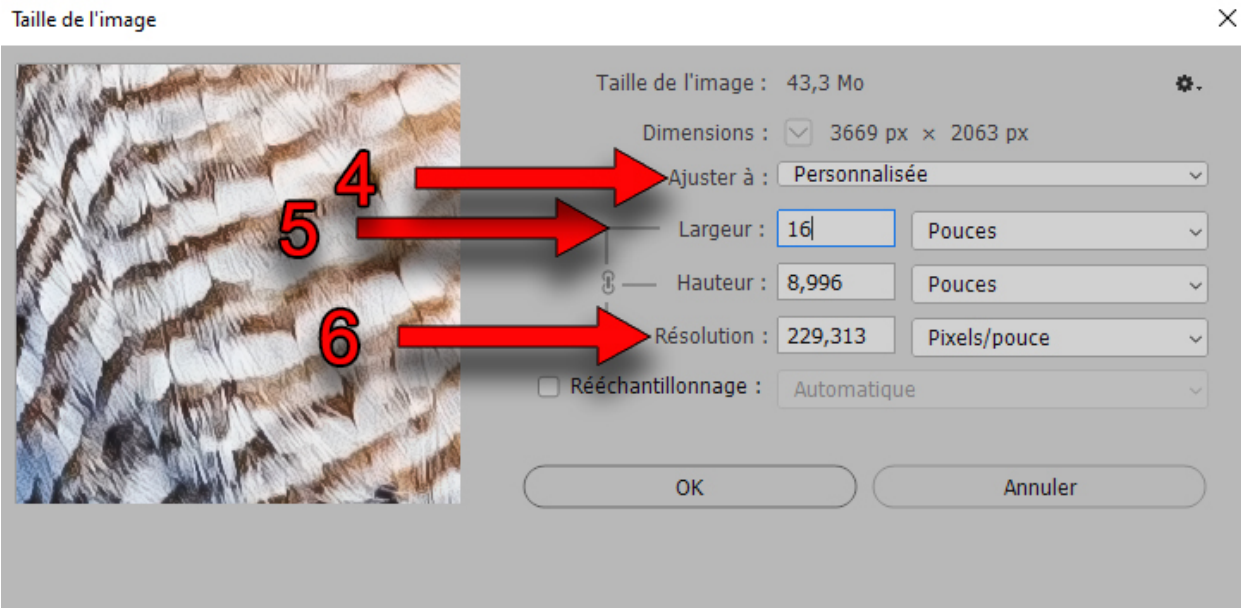 Taille de l'image
Taille de l'image : 43,3 Mo
Dimensions : 3669 px × 2063 px
4 Ajuster à : Personnalisée
5 Largeur : 16 Pouces
Hauteur : 8,996 Pouces
6 Résolution : 229,313 Pixels/pouce
Rééchantillonnage : Automatique
OK Annuler